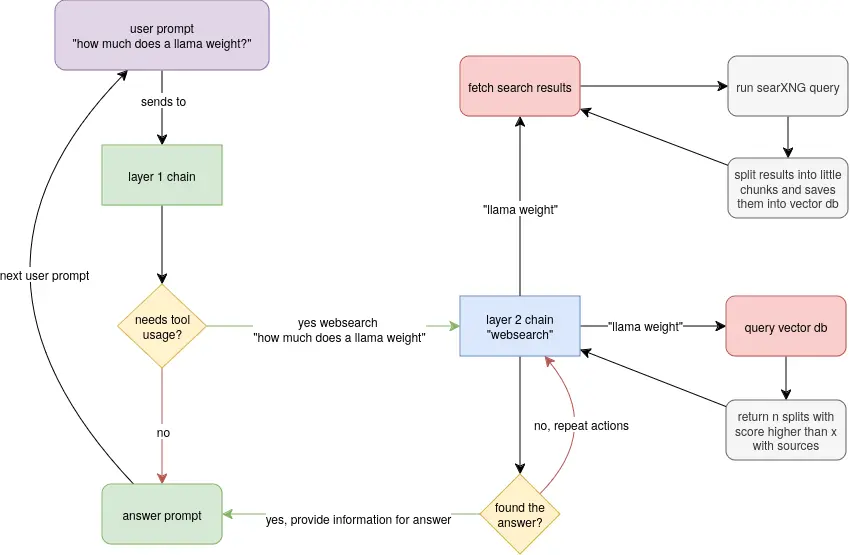 user prompt
"how much does a llama weight?"
sends to
layer 1 chain
next user prompt
needs tool
usage?
yes websearch
"how much does a llama weight"
no
answer prompt
fetch search results
run searXNG query
split results into little
chunks and saves
them into vector db
"llama weight"
layer 2 chain
"websearch"
"llama weight"
query vector db
return n splits with
score higher than x
with sources
no, repeat actions
found the
answer?
yes, provide information for answer